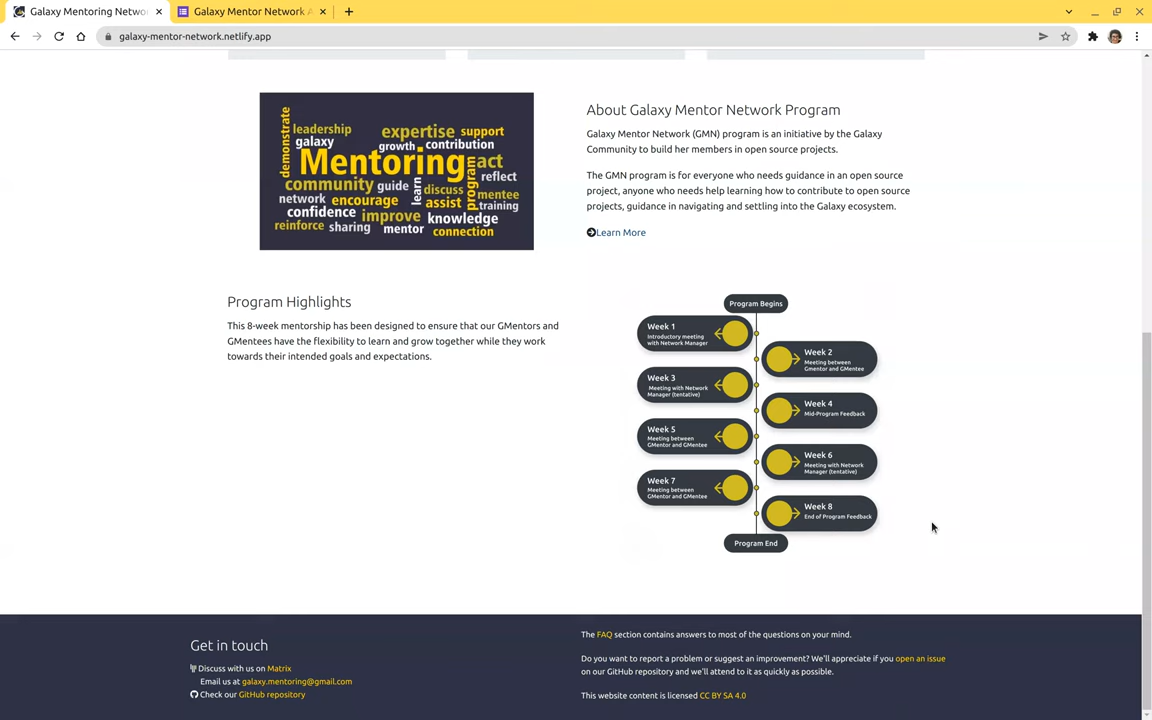 Galaxy Mentoring Netwo
Galaxy Mentor Network A
galaxy-mentor-network.netlify.app
demonstrate
leadership
galaxy
expertise
support
growth
contribution
Mentoring
act
reflect
community
guide
learn
discuss
program
mentee
network
encourage
assist
training
confidence
improve
knowledge
reinforce
sharing
mentor
connection
About Galaxy Mentor Network Program
Galaxy Mentor Network (GMN) program is an initiative by the Galaxy
Community to build her members in open source projects.
The GMN program is for everyone who needs guidance in an open source
project, anyone who needs help learning how to contribute to open source
projects, guidance in navigating and settling into the Galaxy ecosystem.
Learn More
Program Highlights
This 8-week mentorship has been designed to ensure that our GMentors and
GMentees have the flexibility to learn and grow together while they work
towards their intended goals and expectations.
Program Begins
Week 1
Introductory meeting
with Network Manager
Week 2
Meeting between
Gmentor and GMentee
Week 3
Meeting with Network
Manager (tentative)
Week 4
Mid-Program Feedback
Week 5
Meeting between
GMentor and GMentee
Week 6
Meeting with Network
Manager (tentative)
Week 7
Meeting between
GMentor and GMentee
Week 8
End of Program Feedback
Program End
Get in touch
Discuss with us on Matrix
Email us at galaxy.mentoring@gmail.com
Check our GitHub repository
The FAQ section contains answers to most of the questions on your mind.
Do you want to report a problem or suggest an improvement? We'll appreciate if you open an issue
on our GitHub repository and we'll attend to it as quickly as possible.
This website content is licensed CC BY SA 4.0